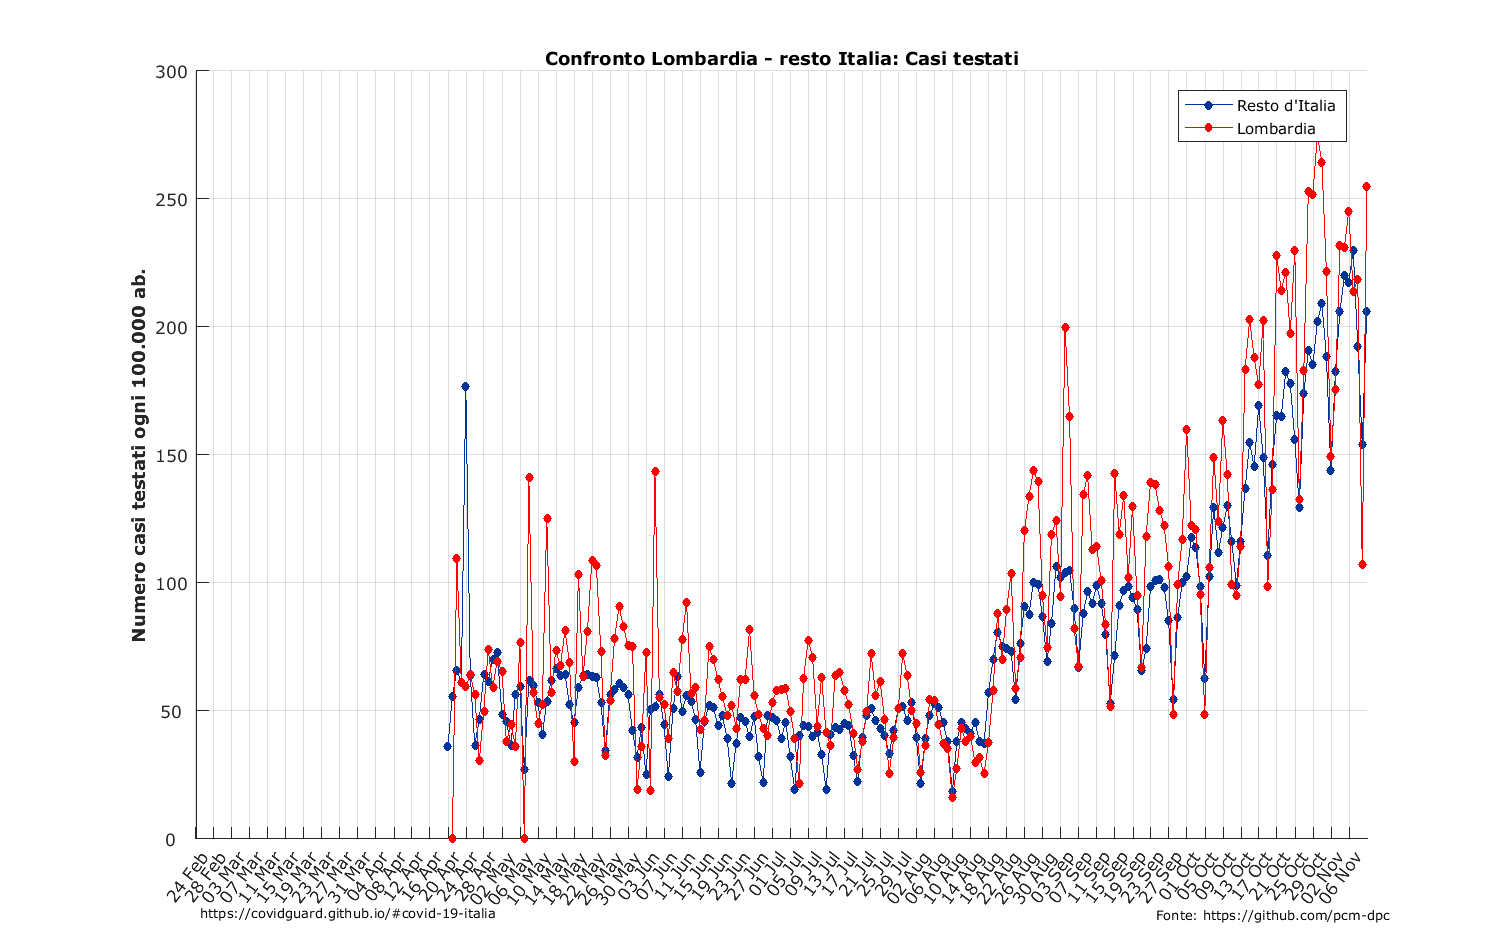 Confronto Lombardia - resto Italia: Casi testati
Resto d'Italia
Lombardia
Numero casi testati ogni 100.000 ab.
300
250
200
150
100
50
0
24 Feb
28 Feb
03 Mar
07 Mar
11 Mar
15 Mar
19 Mar
23 Mar
27 Mar
31 Mar
04 Apr
08 Apr
12 Apr
16 Apr
20 Apr
24 Apr
28 Apr
02 May
06 May
10 May
14 May
18 May
22 May
26 May
30 May
03 Jun
07 Jun
11 Jun
15 Jun
19 Jun
23 Jun
27 Jun
01 Jul
05 Jul
09 Jul
13 Jul
17 Jul
21 Jul
25 Jul
29 Jul
02 Aug
06 Aug
10 Aug
14 Aug
18 Aug
22 Aug
26 Aug
30 Aug
03 Sep
07 Sep
11 Sep
15 Sep
19 Sep
23 Sep
27 Sep
01 Oct
05 Oct
09 Oct
13 Oct
17 Oct
21 Oct
25 Oct
29 Oct
02 Nov
06 Nov
https://covidguard.github.io/#covid-19-italia
Fonte: https://github.com/pcm-dpc